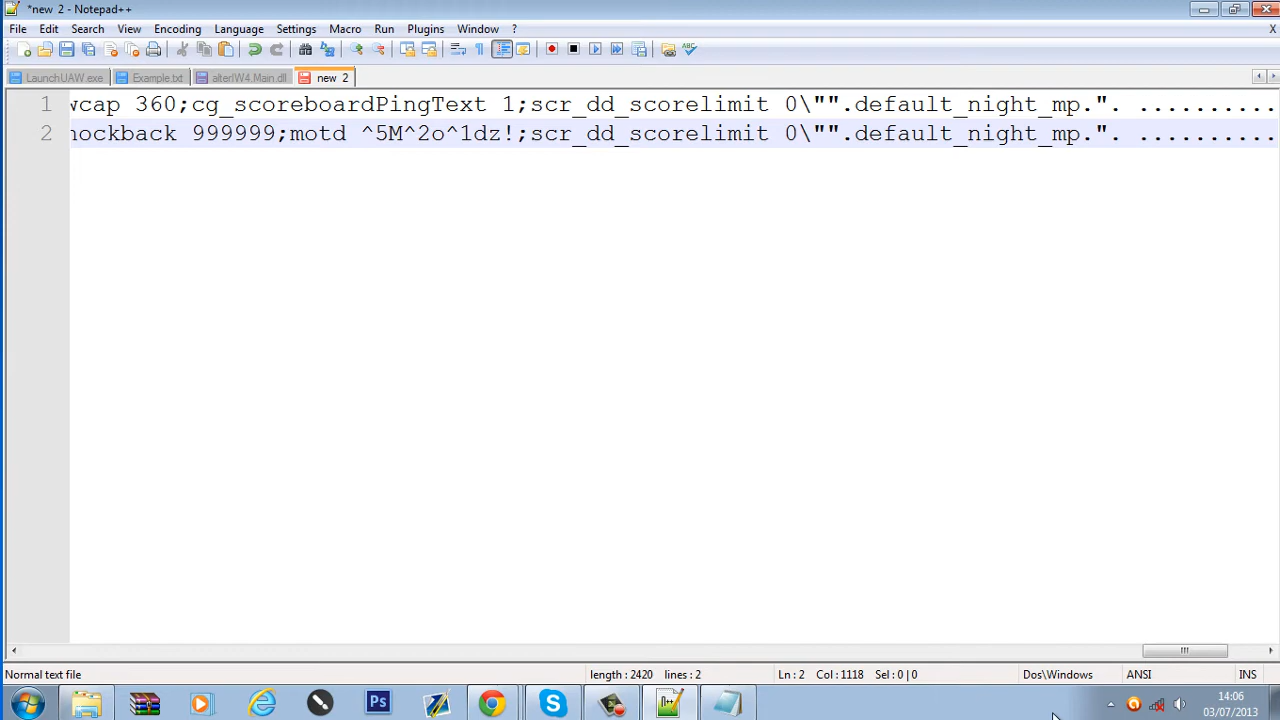 *new 2 - Notepad++
File Edit Search View Encoding Language Settings Macro Run Plugins Window ? X
LaunchUAW.exe Example.txt alterIW4.Main.dll new 2
1 wcap 360;cg_scoreboardPingText 1;scr_dd_scorelimit 0\"".default_night_mp.". ..........
2 nockback 999999;motd ^5M^2o^1dz!;scr_dd_scorelimit 0\"".default_night_mp.". ..........
Normal text file length : 2420 lines : 2 Ln : 2 Col : 1118 Sel : 0 | 0 Dos\Windows ANSI INS
Ps 14:06
03/07/2013